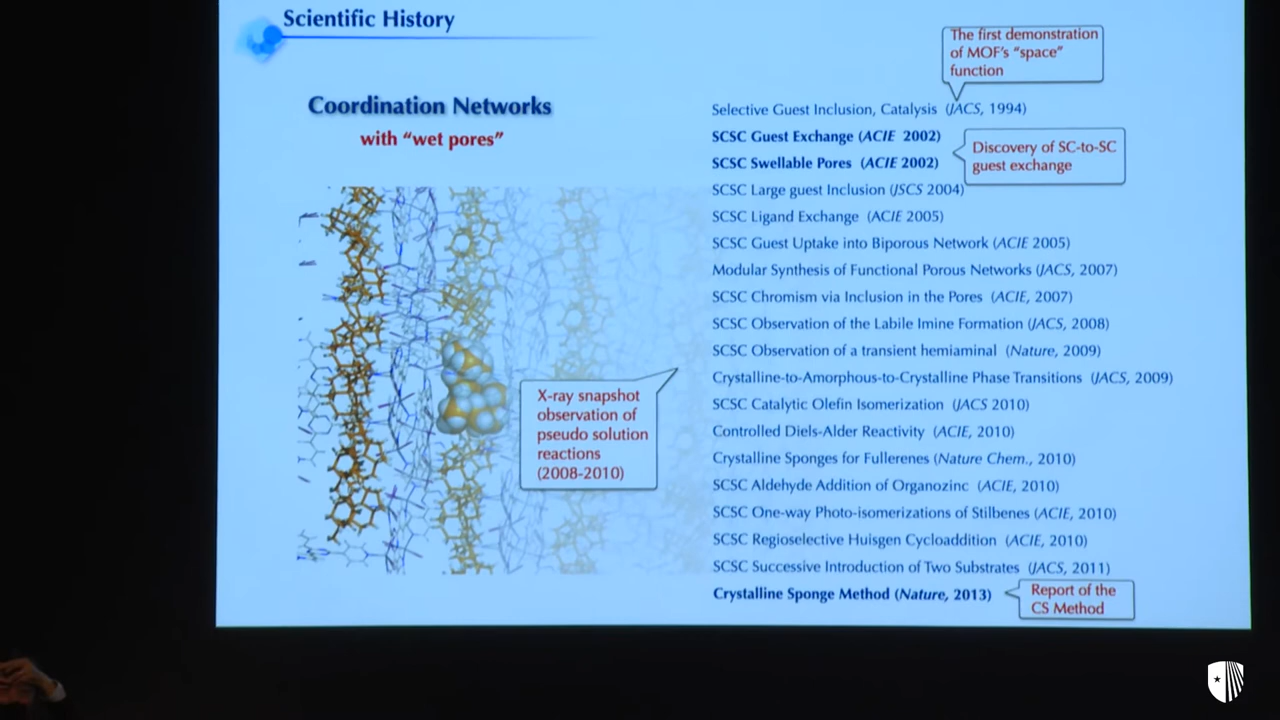 Scientific History
Coordination Networks
with “wet pores”
The first demonstration
of MOF’s “space”
function
Selective Guest Inclusion, Catalysis (JACS, 1994)
SCSC Guest Exchange (ACIE 2002)
SCSC Swellable Pores (ACIE 2002)
Discovery of SC-to-SC
guest exchange
SCSC Large guest Inclusion (JSCS 2004)
SCSC Ligand Exchange (ACIE 2005)
SCSC Guest Uptake into Biporous Network (ACIE 2005)
Modular Synthesis of Functional Porous Networks (JACS, 2007)
SCSC Chromism via Inclusion in the Pores (ACIE, 2007)
SCSC Observation of the Labile Imine Formation (JACS, 2008)
SCSC Observation of a transient hemiaminal (Nature, 2009)
Crystalline-to-Amorphous-to-Crystalline Phase Transitions (JACS, 2009)
SCSC Catalytic Olefin Isomerization (JACS 2010)
Controlled Diels-Alder Reactivity (ACIE, 2010)
Crystalline Sponges for Fullerenes (Nature Chem., 2010)
SCSC Aldehyde Addition of Organozinc (ACIE, 2010)
SCSC One-way Photo-isomerizations of Stilbenes (ACIE, 2010)
SCSC Regioselective Huisgen Cycloaddition (ACIE, 2010)
SCSC Successive Introduction of Two Substrates (JACS, 2011)
Crystalline Sponge Method (Nature, 2013)
X-ray snapshot
observation of
pseudo solution
reactions
(2008-2010)
Report of the
CS Method